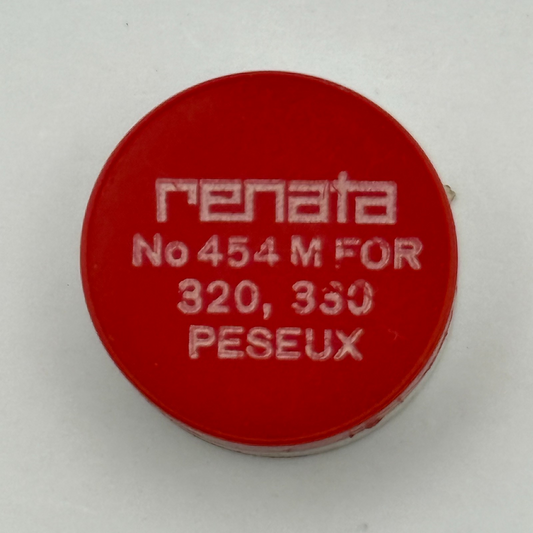 renata
No 454 M FOR
320, 330
PESEUX